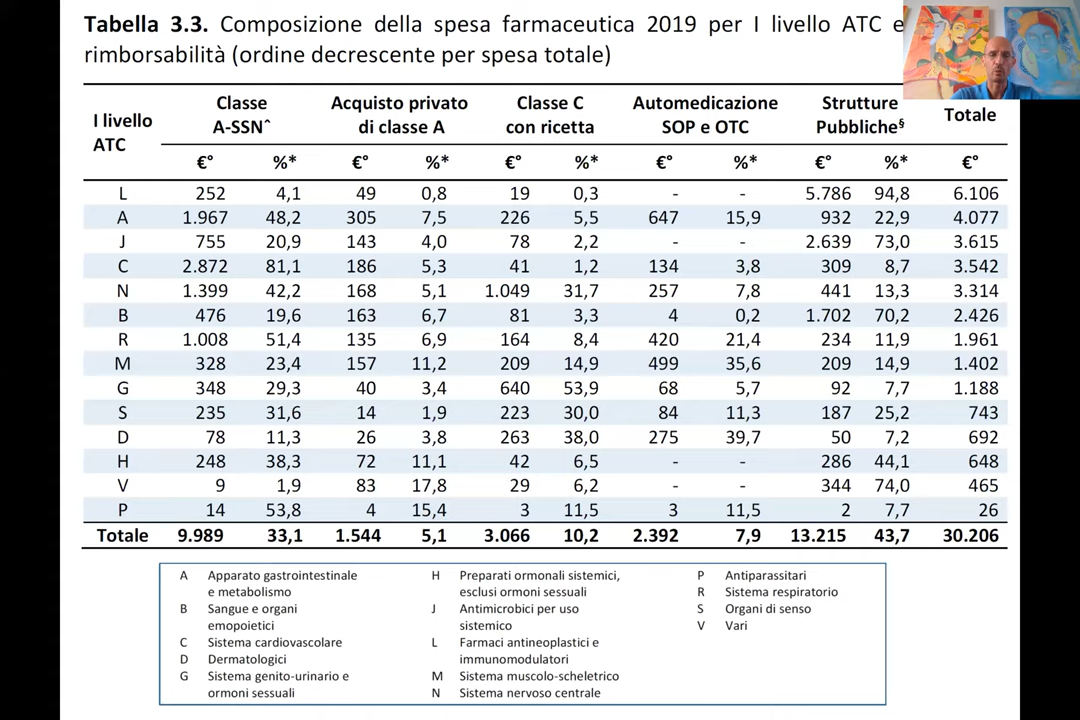 Tabella 3.3. Composizione della spesa farmaceutica 2019 per I livello ATC e
rimborsabilità (ordine decrescente per spesa totale)
I livello ATC Classe A-SSN^ Acquisto privato di classe A Classe C con ricetta Automedicazione SOP e OTC Strutture Pubbliche§ Totale
€° %* €° %* €° %* €° %* €° %* €°
L 252 4,1 49 0,8 19 0,3 - - 5.786 94,8 6.106
A 1.967 48,2 305 7,5 226 5,5 647 15,9 932 22,9 4.077
J 755 20,9 143 4,0 78 2,2 - - 2.639 73,0 3.615
C 2.872 81,1 186 5,3 41 1,2 134 3,8 309 8,7 3.542
N 1.399 42,2 168 5,1 1.049 31,7 257 7,8 441 13,3 3.314
B 476 19,6 163 6,7 81 3,3 4 0,2 1.702 70,2 2.426
R 1.008 51,4 135 6,9 164 8,4 420 21,4 234 11,9 1.961
M 328 23,4 157 11,2 209 14,9 499 35,6 209 14,9 1.402
G 348 29,3 40 3,4 640 53,9 68 5,7 92 7,7 1.188
S 235 31,6 14 1,9 223 30,0 84 11,3 187 25,2 743
D 78 11,3 26 3,8 263 38,0 275 39,7 50 7,2 692
H 248 38,3 72 11,1 42 6,5 - - 286 44,1 648
V 9 1,9 83 17,8 29 6,2 - - 344 74,0 465
P 14 53,8 4 15,4 3 11,5 3 11,5 2 7,7 26
Totale 9.989 33,1 1.544 5,1 3.066 10,2 2.392 7,9 13.215 43,7 30.206
A Apparato gastrointestinale
e metabolismo
B Sangue e organi
emopoietici
C Sistema cardiovascolare
D Dermatologici
G Sistema genito-urinario e
ormoni sessuali
H Preparati ormonali sistemici,
esclusi ormoni sessuali
J Antimicrobici per uso
sistemico
L Farmaci antineoplastici e
immunomodulatori
M Sistema muscolo-scheletrico
N Sistema nervoso centrale
P Antiparassitari
R Sistema respiratorio
S Organi di senso
V Vari